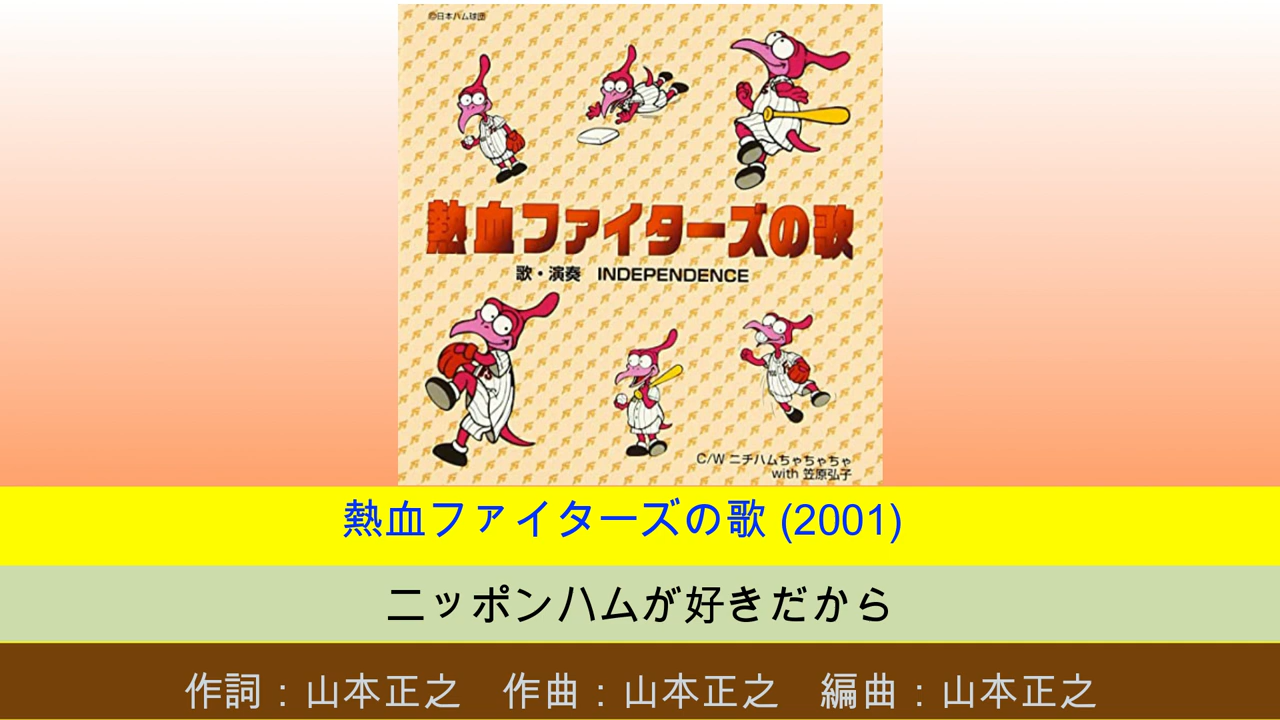 ©日本ハム球団
熱血ファイターズの歌
歌・演奏 INDEPENDENCE
C/W ニチハムちゃちゃちゃ
with 笠原弘子
熱血ファイターズの歌 (2001)
ニッポンハムが好きだから
作詞：山本正之 作曲：山本正之 編曲：山本正之